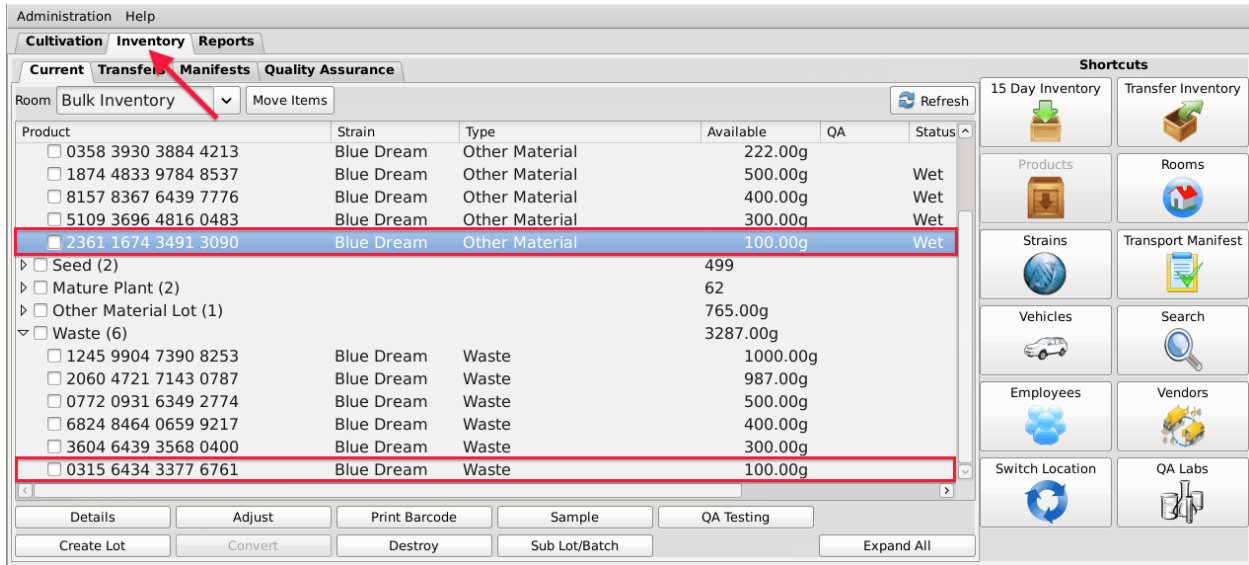 Administration Help
Cultivation Inventory Reports
Current Transfers Manifests Quality Assurance
Room Bulk Inventory Move Items Refresh
Product Strain Type Available QA Status
0358 3930 3884 4213 Blue Dream Other Material 222.00g
1874 4833 9784 8537 Blue Dream Other Material 500.00g Wet
8157 8367 6439 7776 Blue Dream Other Material 400.00g Wet
5109 3696 4816 0483 Blue Dream Other Material 300.00g Wet
2361 1674 3491 3090 Blue Dream Other Material 100.00g Wet
Seed (2) 499
Mature Plant (2) 62
Other Material Lot (1) 765.00g
Waste (6) 3287.00g
1245 9904 7390 8253 Blue Dream Waste 1000.00g
2060 4721 7143 0787 Blue Dream Waste 987.00g
0772 0931 6349 2774 Blue Dream Waste 500.00g
6824 8464 0659 9217 Blue Dream Waste 400.00g
3604 6439 3568 0400 Blue Dream Waste 300.00g
0315 6434 3377 6761 Blue Dream Waste 100.00g
Details Adjust Print Barcode Sample QA Testing
Create Lot Convert Destroy Sub Lot/Batch Expand All
Shortcuts
15 Day Inventory Transfer Inventory
Products Rooms
Strains Transport Manifest
Vehicles Search
Employees Vendors
Switch Location QA Labs